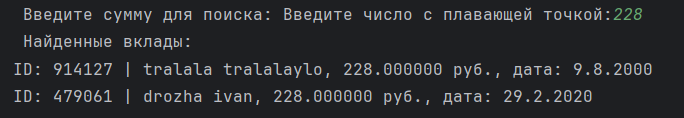 Введите сумму для поиска: Введите число с плавающей точкой:228
Найденные вклады:
ID: 914127 | tralala tralalaylo, 228.000000 руб., дата: 9.8.2000
ID: 479061 | drozha ivan, 228.000000 руб., дата: 29.2.2020